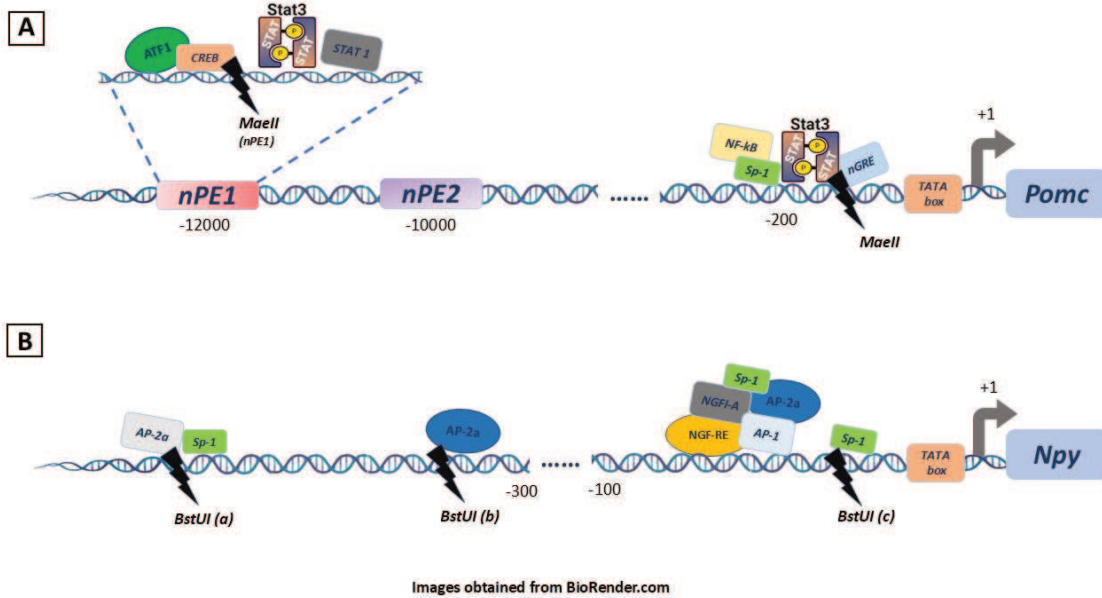 A
Stat3
ATF1
CREB
STAT
P
P
STAT
STAT 1
MaeII
(nPE1)
nPE1
nPE2
-12000
-10000
......
NF-kB
Sp-1
Stat3
STAT
P
P
STAT
nGRE
-200
MaeII
TATA
box
+1
Pomc
B
AP-2a
Sp-1
BstUI (a)
AP-2a
BstUI (b)
-300
......
-100
Sp-1
NGFI-A
AP-2a
NGF-RE
AP-1
Sp-1
BstUI (c)
TATA
box
+1
Npy
Images obtained from BioRender.com